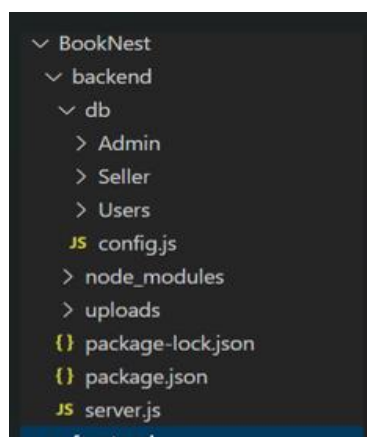 BookNest
backend
db
Admin
Seller
Users
JS config.js
node_modules
uploads
{} package-lock.json
{} package.json
JS server.js